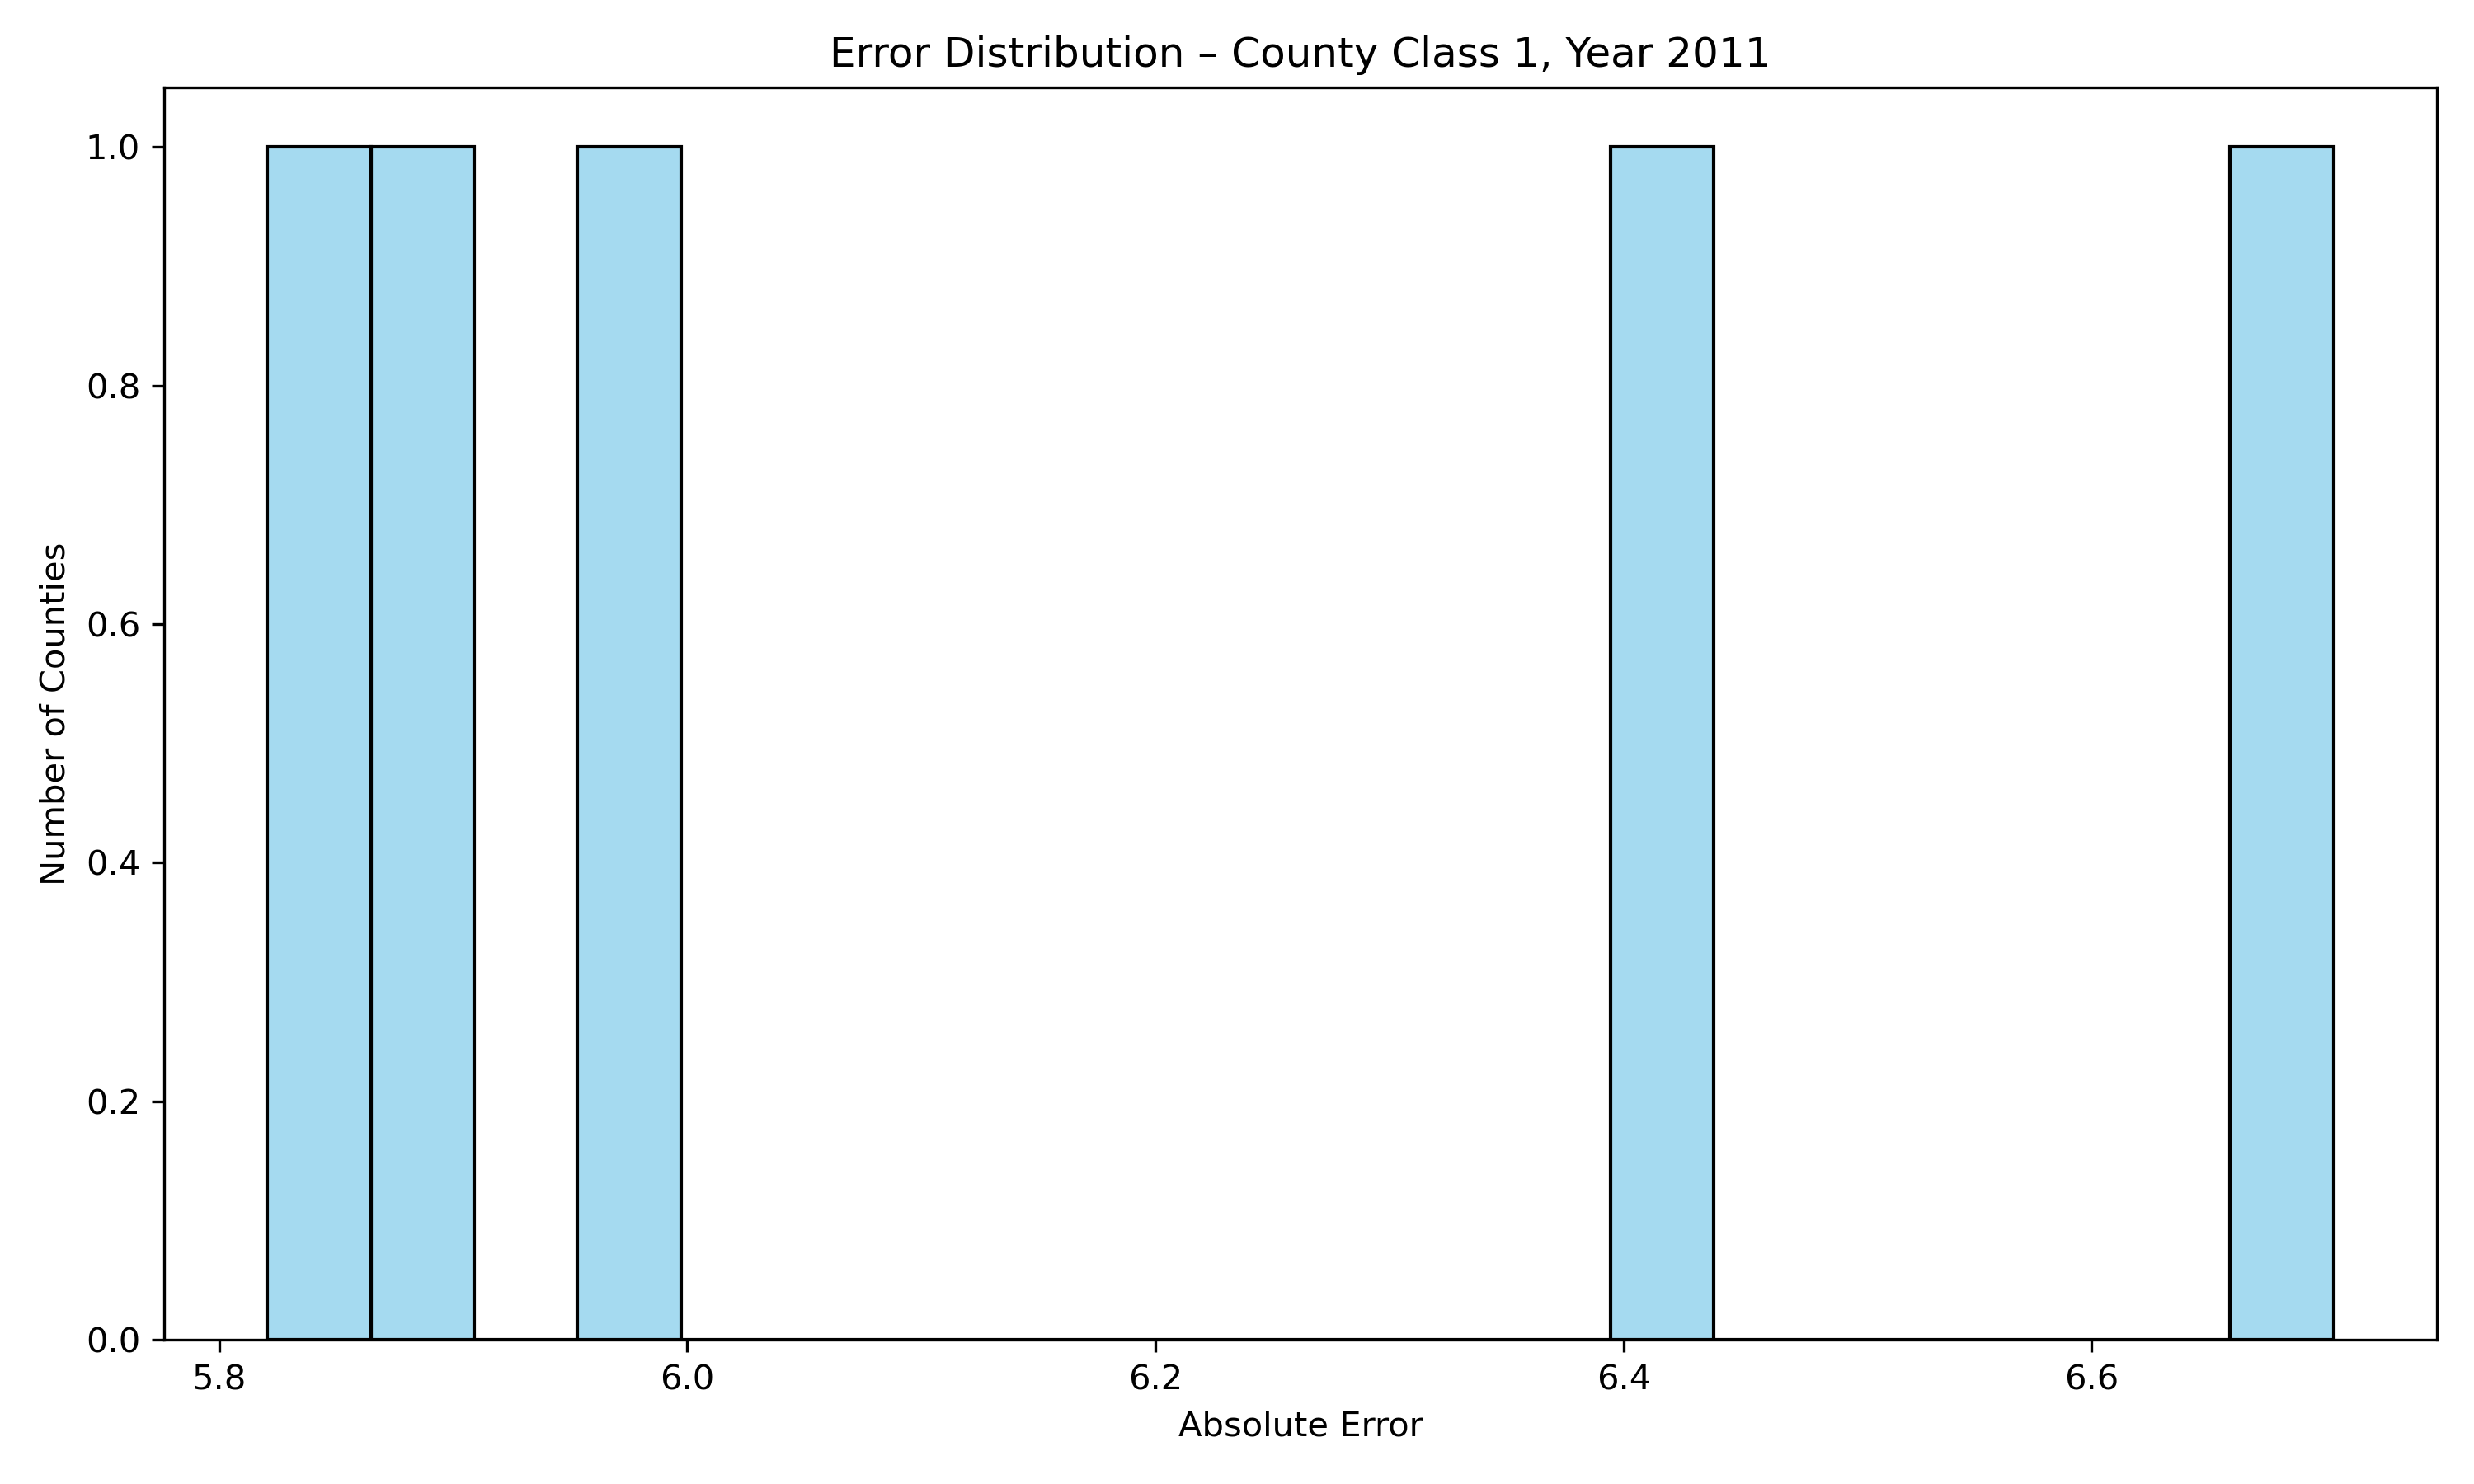 Error Distribution – County Class 1, Year 2011
1.0
0.8
0.6
0.4
0.2
0.0
Number of Counties
5.8 6.0 6.2 6.4 6.6
Absolute Error